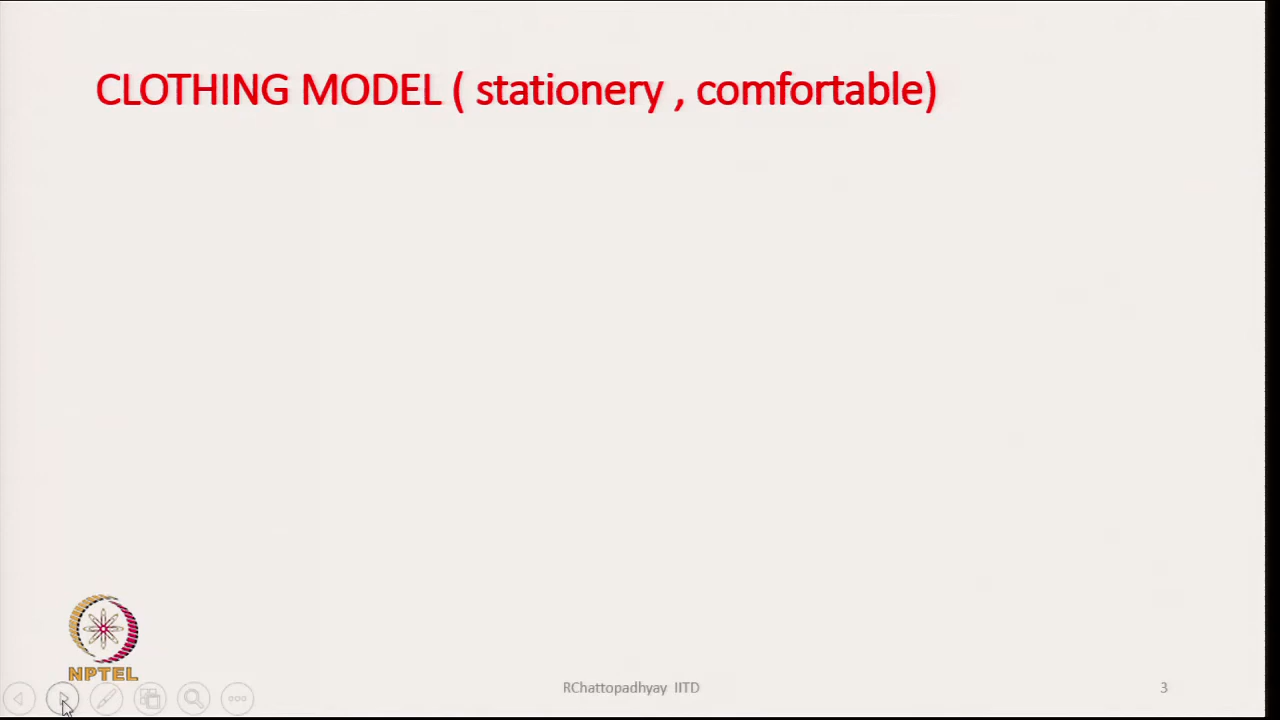 CLOTHING MODEL ( stationery , comfortable)
NPTEL
RChattopadhyay IITD
3